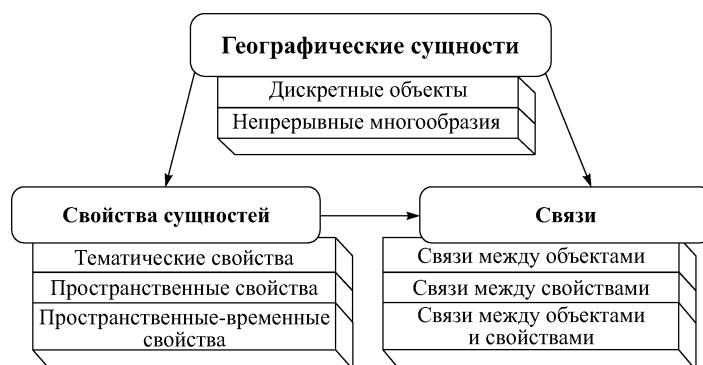 Географические сущности
Дискретные объекты
Непрерывные многообразия
Свойства сущностей
Тематические свойства
Пространственные свойства
Пространственные-временные
свойства
Связи
Связи между объектами
Связи между свойствами
Связи между объектами
и свойствами